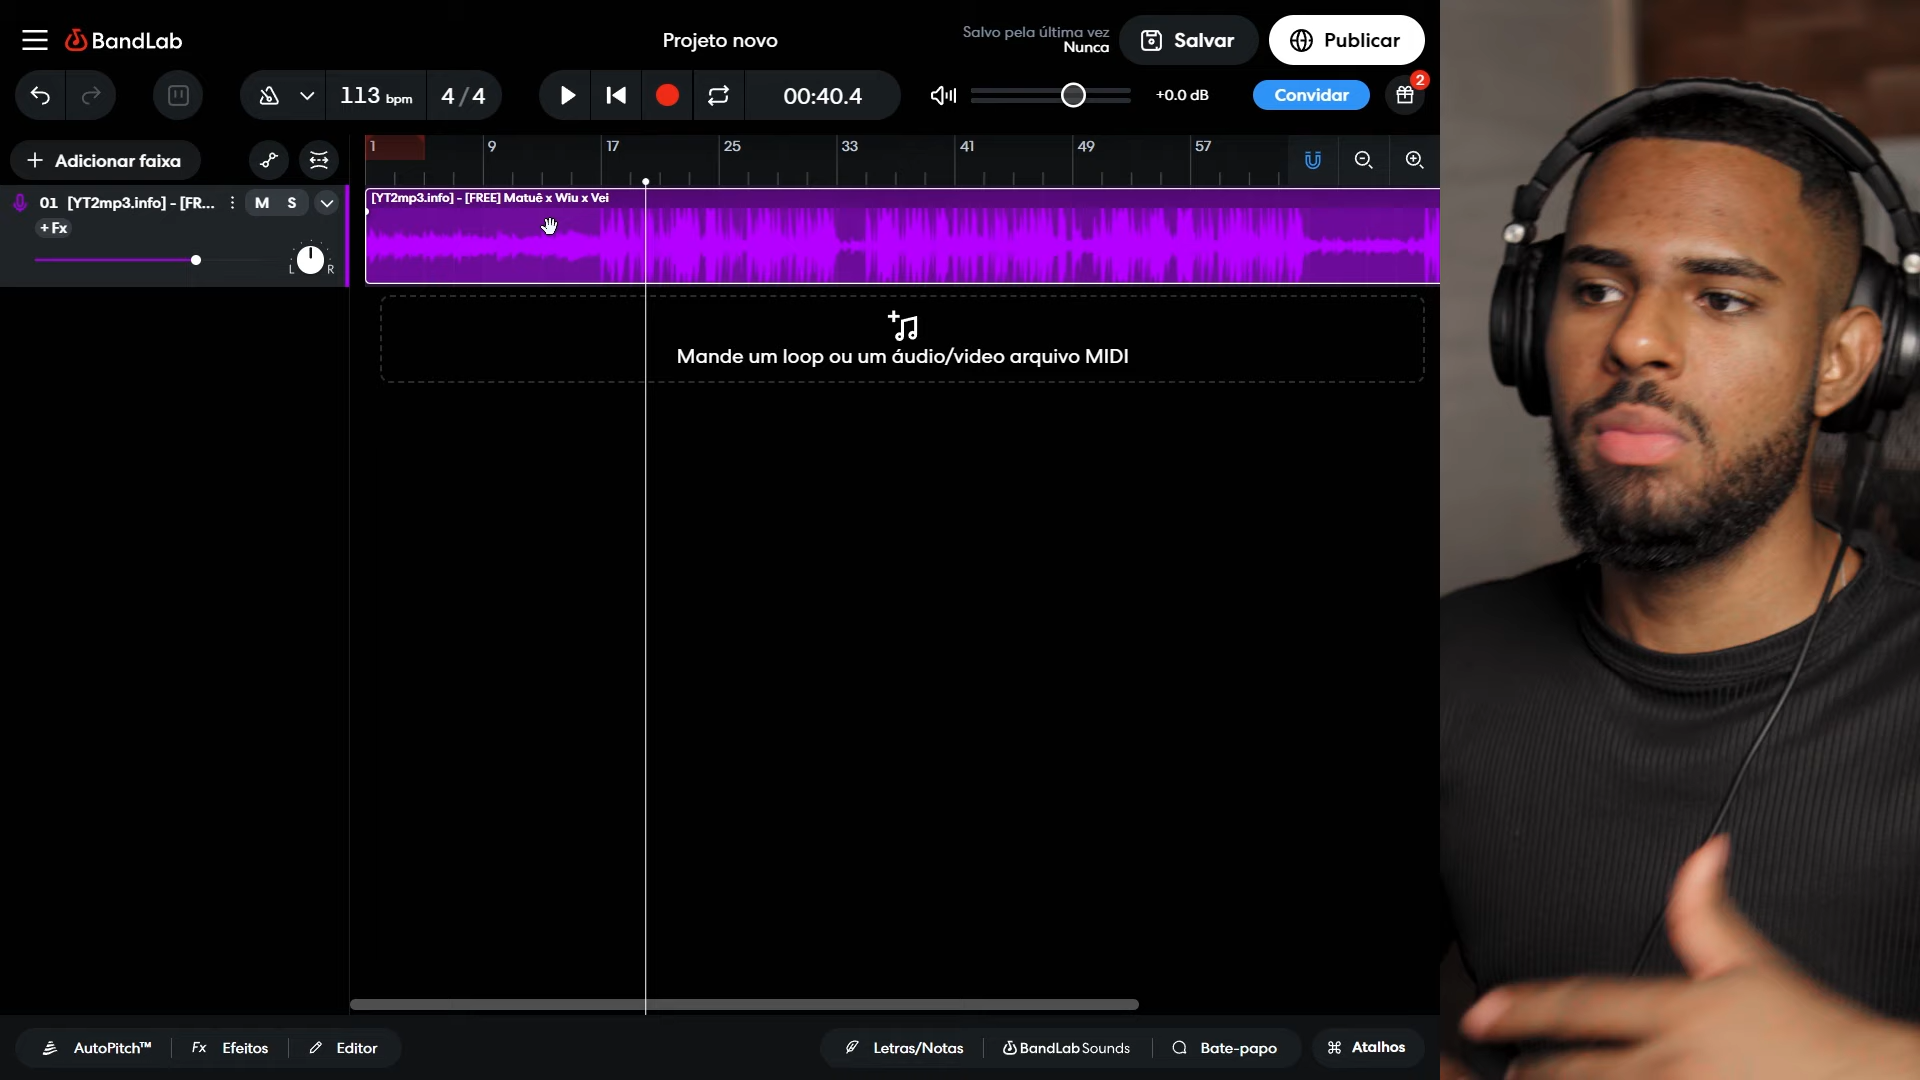 BandLab
Projeto novo
Salvo pela última vez
Nunca
Salvar
Publicar
113 bpm
4 / 4
00:40.4
+0.0 dB
Convidar
2
+ Adicionar faixa
1 9 17 25 33 41 49 57
01 [YT2mp3.info] - [FR...
M S
+ Fx
L R
[YT2mp3.info] - [FREE] Matuê x Wiu x Vei
Mande um loop ou um áudio/video arquivo MIDI
AutoPitch™
Fx Efeitos
Editor
Letras/Notas
BandLab Sounds
Bate-papo
Atalhos